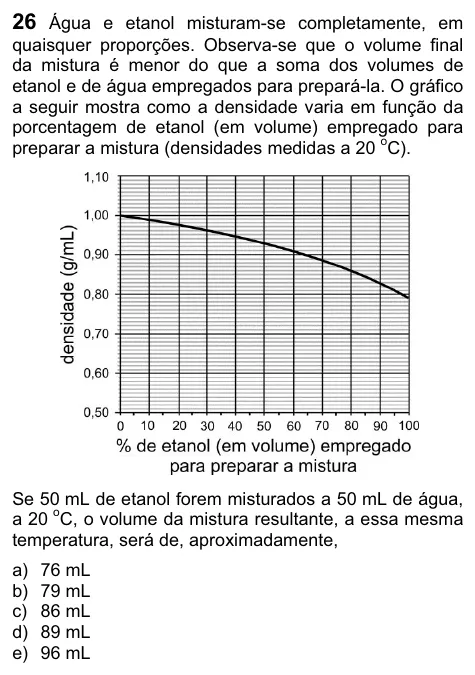 26 Água e etanol misturam-se completamente, em
quaisquer proporções. Observa-se que o volume final
da mistura é menor do que a soma dos volumes de
etanol e de água empregados para prepará-la. O gráfico
a seguir mostra como a densidade varia em função da
porcentagem de etanol (em volume) empregado para
preparar a mistura (densidades medidas a 20 °C).
densidade (g/mL)
1,10
1,00
0,90
0,80
0,70
0,60
0,50
0 10 20 30 40 50 60 70 80 90 100
% de etanol (em volume) empregado
para preparar a mistura
Se 50 mL de etanol forem misturados a 50 mL de água,
a 20 °C, o volume da mistura resultante, a essa mesma
temperatura, será de, aproximadamente,
a) 76 mL
b) 79 mL
c) 86 mL
d) 89 mL
e) 96 mL